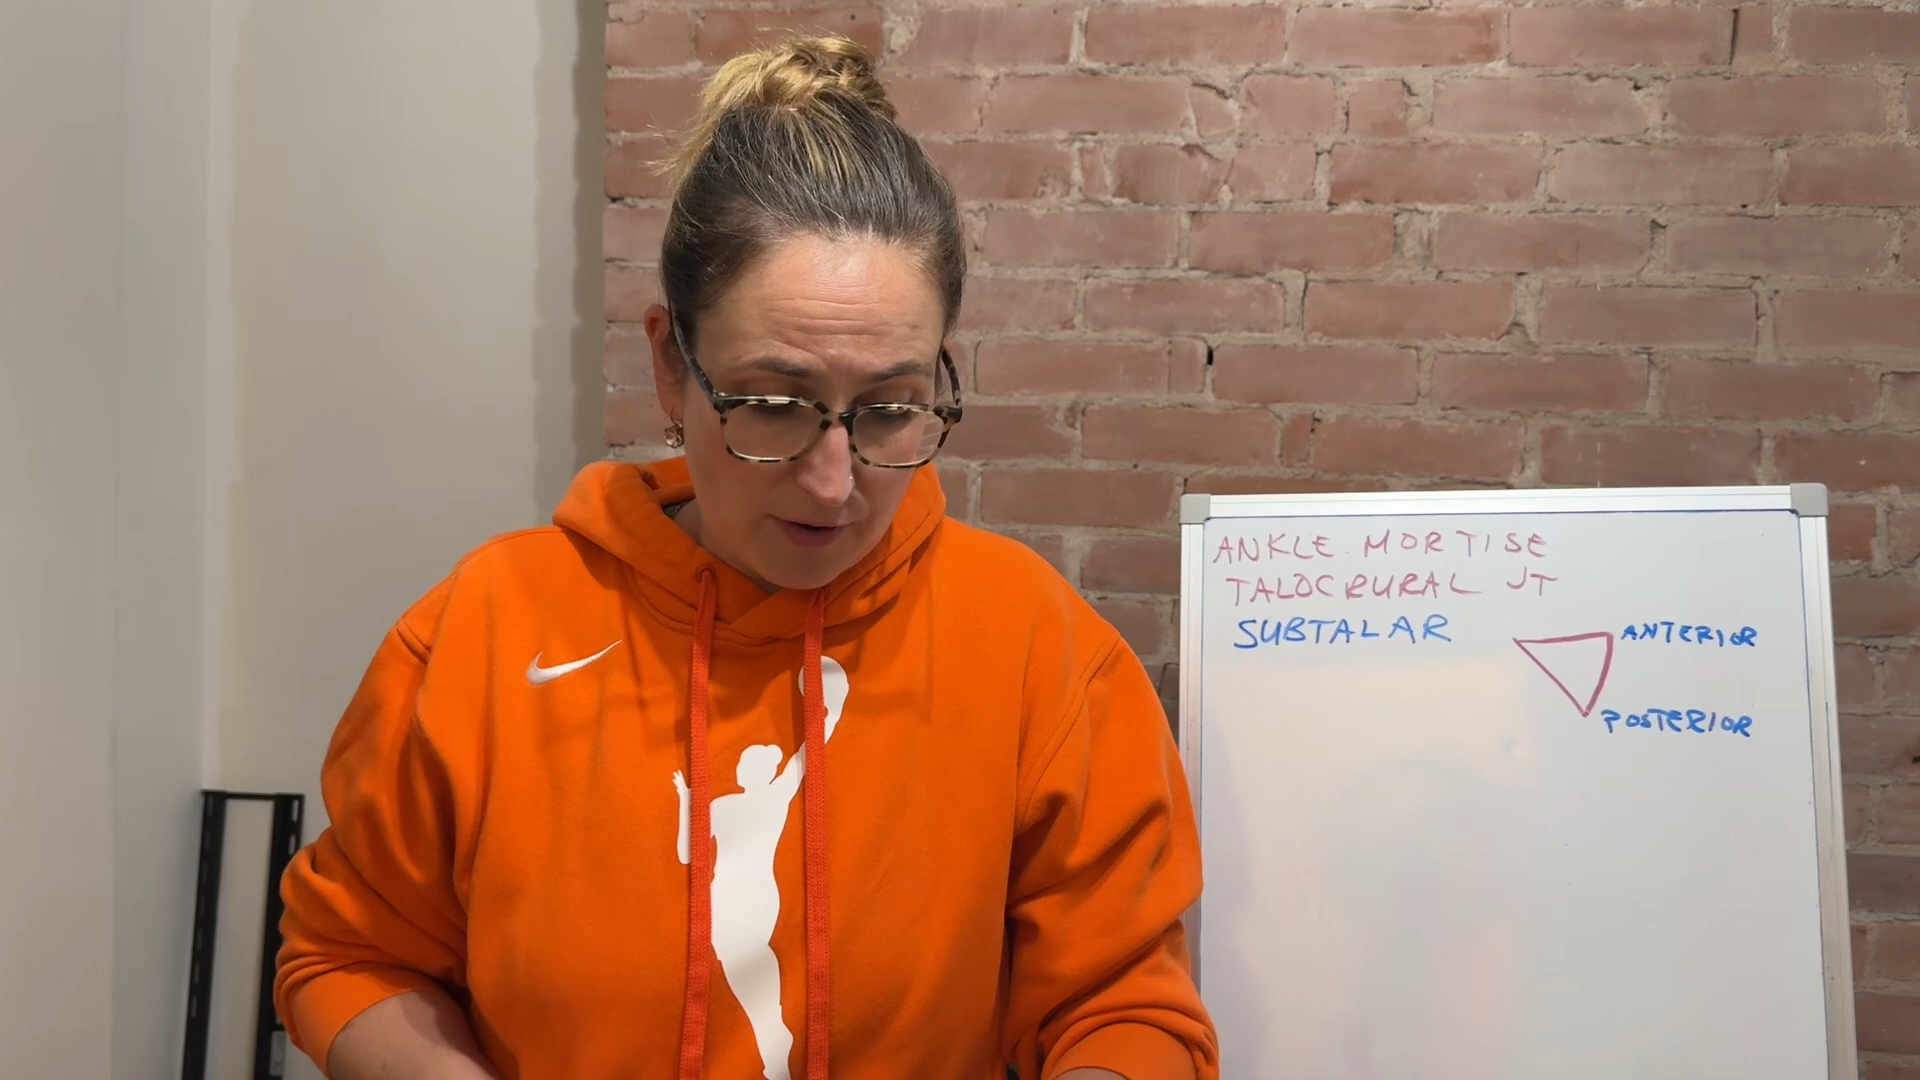 ANKLE MORTISE
TALOCRURAL JT
SUBTALAR
ANTERIOR
POSTERIOR